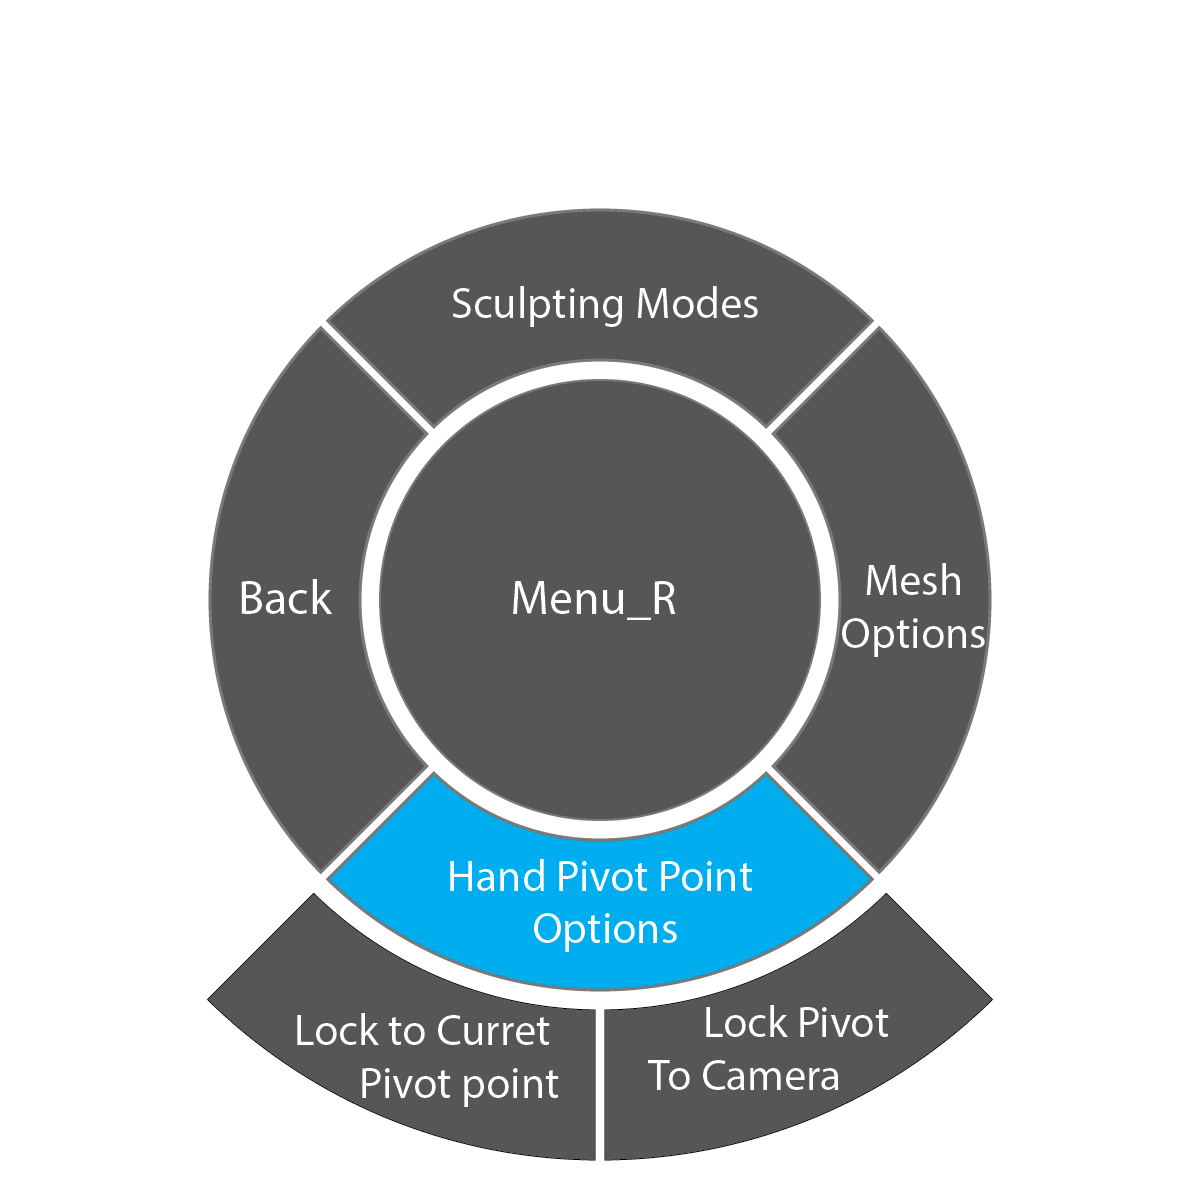 Sculpting Modes
Back
Menu_R
Mesh
Options
Hand Pivot Point
Options
Lock to Curret
Pivot point
Lock Pivot
To Camera